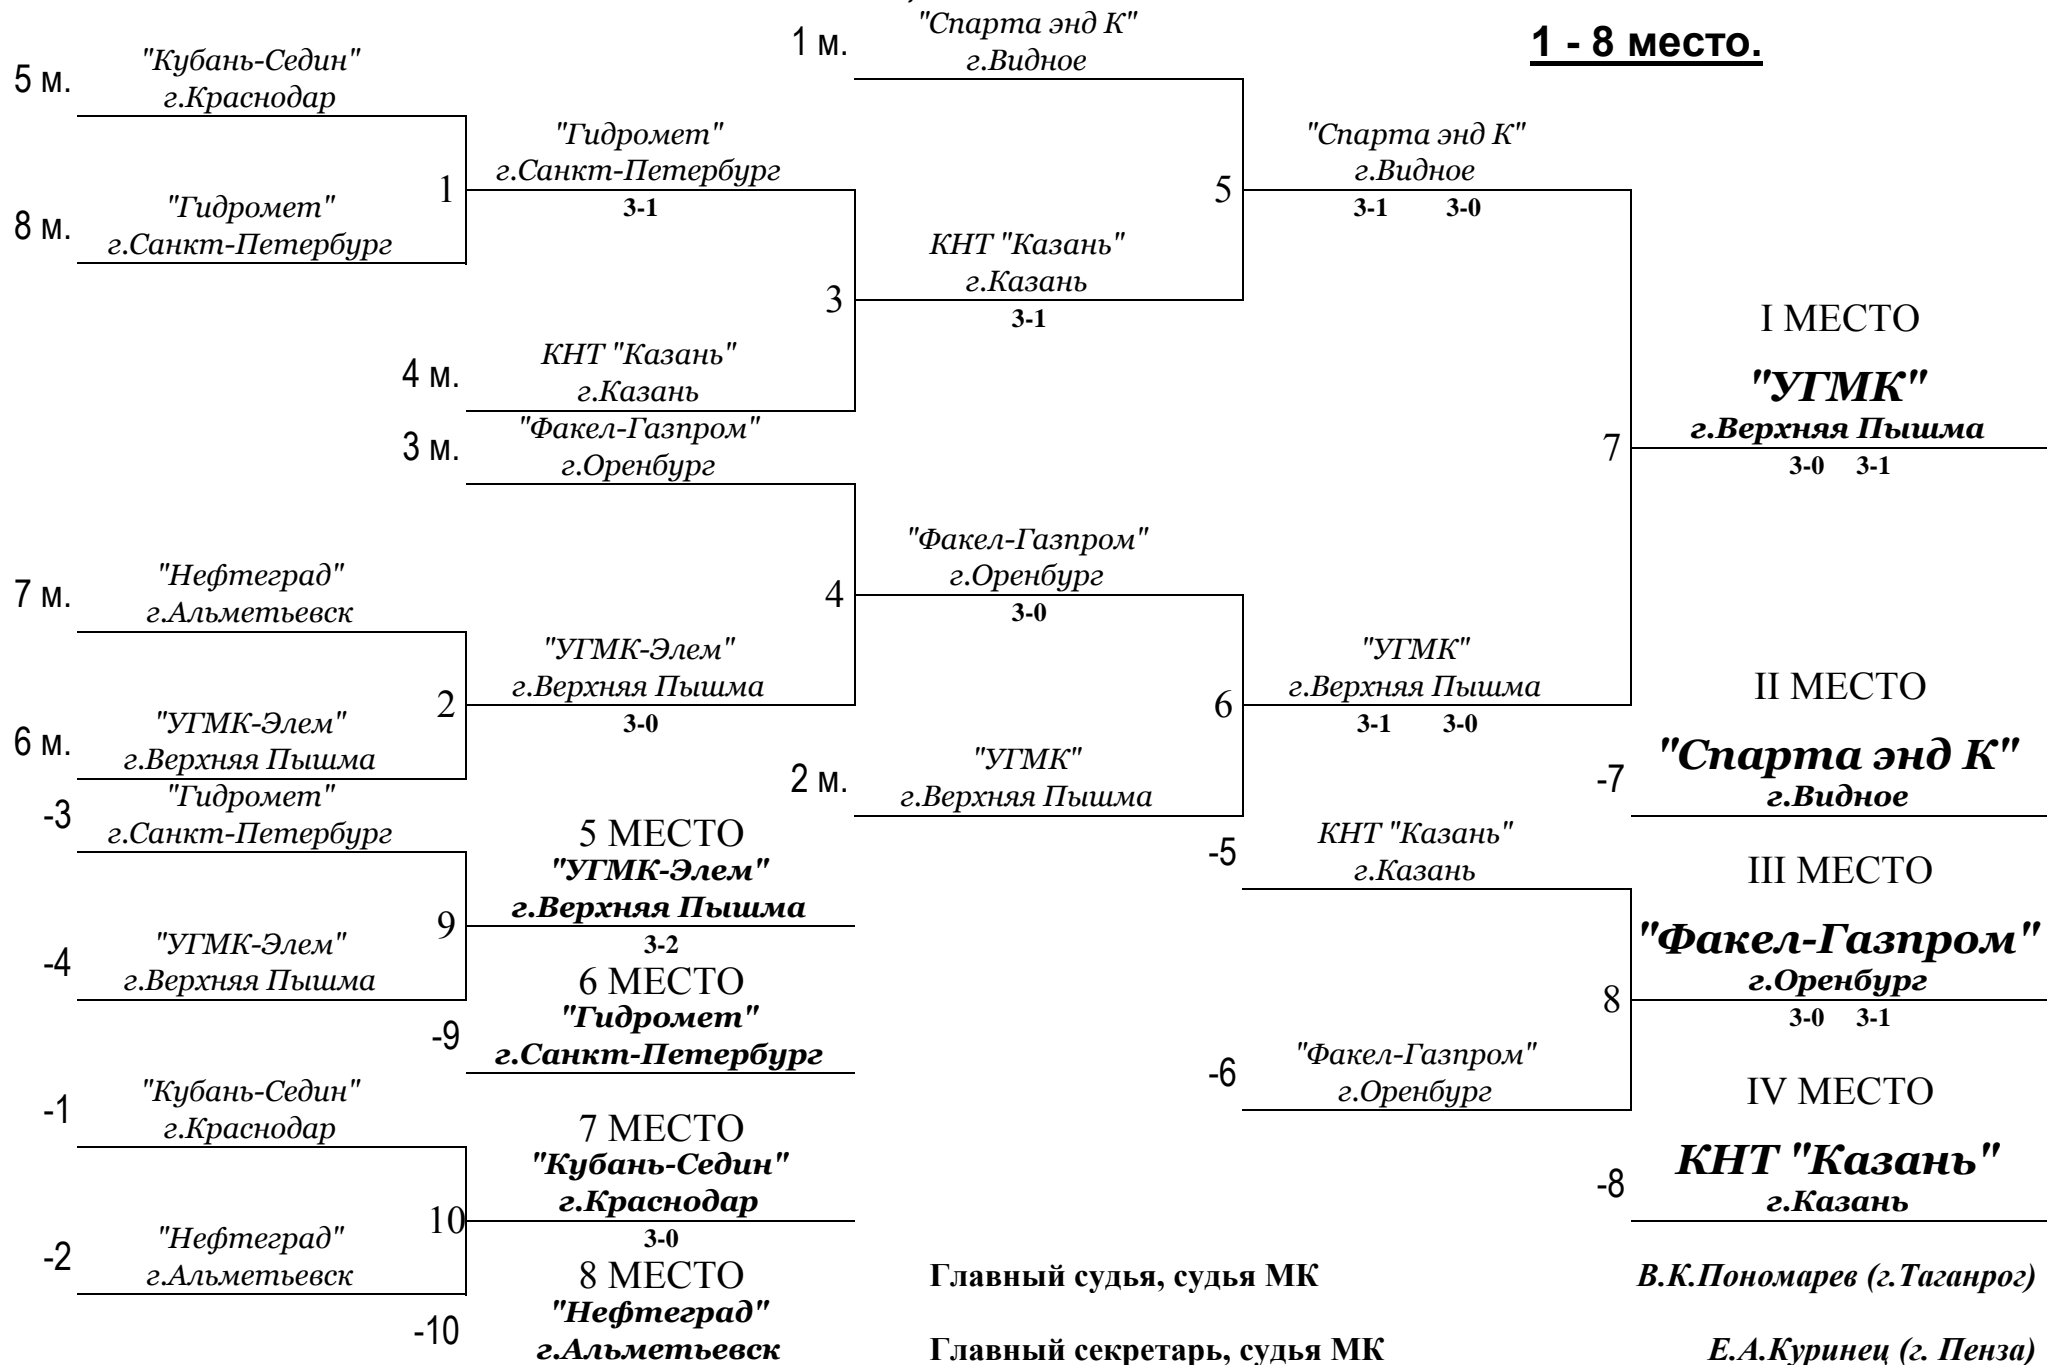 "Спарта энд К"
1 м.
г.Видное
1 - 8 место.
"Кубань-Седин"
5 м.
г.Краснодар
"Гидромет"
г.Санкт-Петербург
1
3-1
"Спарта энд К"
г.Видное
5
3-1 3-0
"Гидромет"
8 м.
г.Санкт-Петербург
КНТ "Казань"
г.Казань
3
3-1
I МЕСТО
"УГМК"
г.Верхняя Пышма
7
3-0 3-1
КНТ "Казань"
4 м.
г.Казань
"Факел-Газпром"
3 м.
г.Оренбург
"Факел-Газпром"
г.Оренбург
4
3-0
"Нефтеград"
7 м.
г.Альметьевск
"УГМК-Элем"
г.Верхняя Пышма
2
3-0
"УГМК"
г.Верхняя Пышма
6
3-1 3-0
II МЕСТО
"Спарта энд К"
-7
г.Видное
"УГМК-Элем"
6 м.
г.Верхняя Пышма
"УГМК"
2 м.
г.Верхняя Пышма
"Гидромет"
-3
г.Санкт-Петербург
5 МЕСТО
"УГМК-Элем"
г.Верхняя Пышма
9
3-2
КНТ "Казань"
-5
г.Казань
III МЕСТО
"Факел-Газпром"
г.Оренбург
8
3-0 3-1
"УГМК-Элем"
-4
г.Верхняя Пышма
6 МЕСТО
"Гидромет"
-9
г.Санкт-Петербург
"Факел-Газпром"
-6
г.Оренбург
IV МЕСТО
КНТ "Казань"
-8
г.Казань
"Кубань-Седин"
-1
г.Краснодар
7 МЕСТО
"Кубань-Седин"
г.Краснодар
10
3-0
"Нефтеград"
-2
г.Альметьевск
8 МЕСТО
"Нефтеград"
-10
г.Альметьевск
Главный судья, судья МК В.К.Пономарев (г.Таганрог)
Главный секретарь, судья МК Е.А.Куринец (г. Пенза)